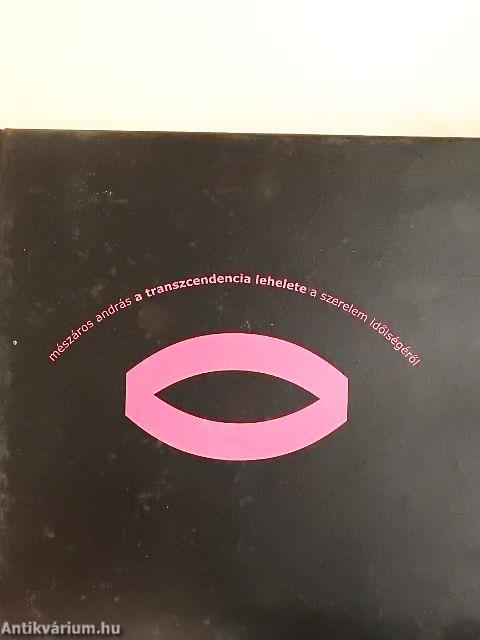 mészáros andrás a transzcendencia lehelete a szerelem időiségéről
Antikvárium.hu